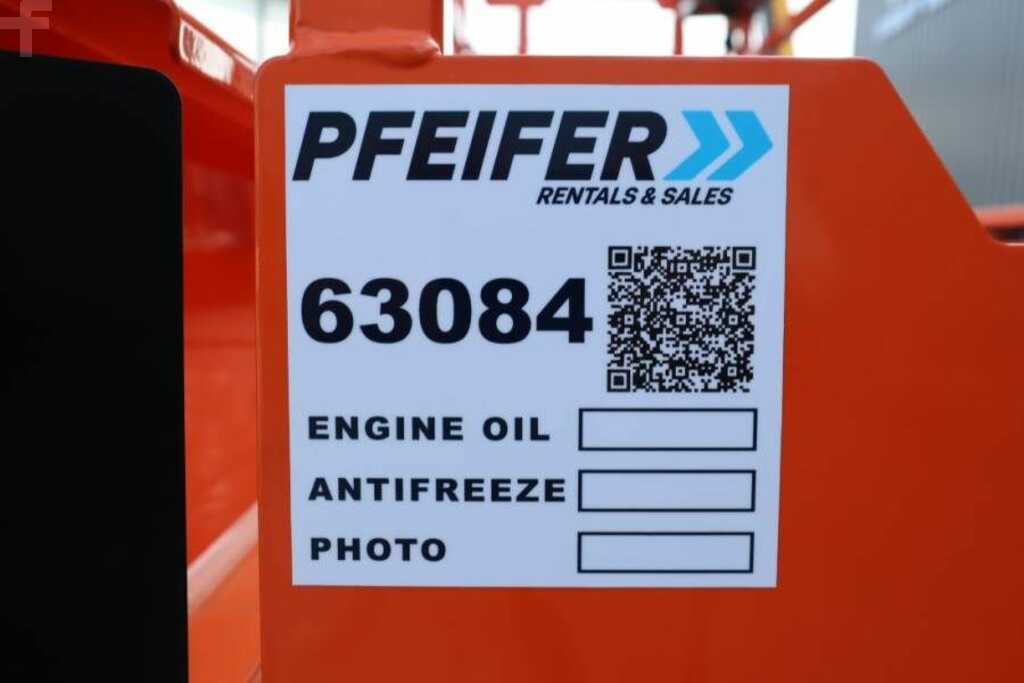 PFEIFER
RENTALS & SALES
63084
ENGINE OIL
ANTIFREEZE
PHOTO